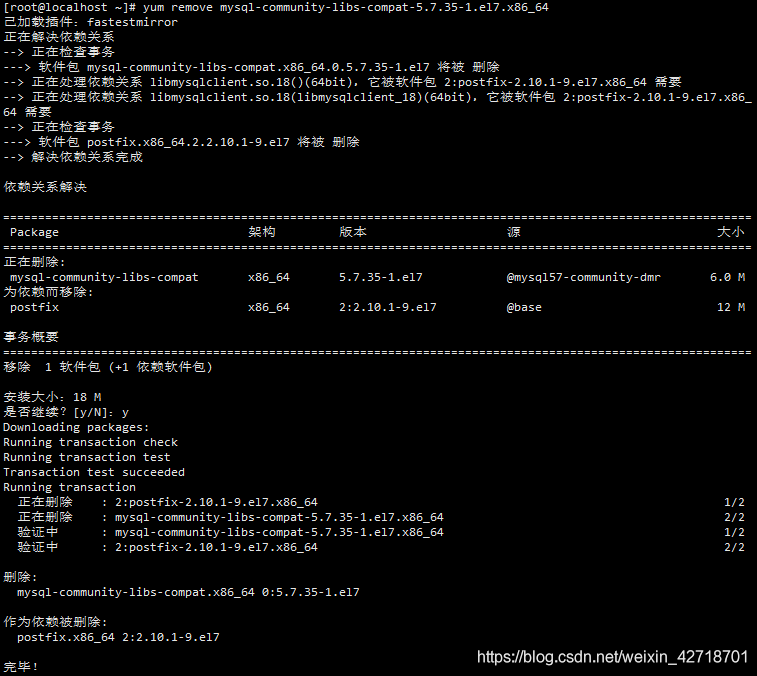 [root@localhost ~]# yum remove mysql-community-libs-compat-5.7.35-1.el7.x86_64
已加载插件：fastestmirror
正在解决依赖关系
--> 正在检查事务
---> 软件包 mysql-community-libs-compat.x86_64.0.5.7.35-1.el7 将被 删除
--> 正在处理依赖关系 libmysqlclient.so.18()(64bit)，它被软件包 2:postfix-2.10.1-9.el7.x86_64 需要
--> 正在处理依赖关系 libmysqlclient.so.18(libmysqlclient_18)(64bit)，它被软件包 2:postfix-2.10.1-9.el7.x86_
64 需要
--> 正在检查事务
---> 软件包 postfix.x86_64.2.2.10.1-9.el7 将被 删除
--> 解决依赖关系完成
依赖关系解决
================================================================================
Package 架构 版本 源 大小
================================================================================
正在删除:
mysql-community-libs-compat x86_64 5.7.35-1.el7 @mysql57-community-dmr 6.0 M
为依赖而移除:
postfix x86_64 2:2.10.1-9.el7 @base 12 M
事务概要
================================================================================
移除 1 软件包 (+1 依赖软件包)
安装大小：18 M
是否继续？[y/N]：y
Downloading packages:
Running transaction check
Running transaction test
Transaction test succeeded
Running transaction
正在删除 : 2:postfix-2.10.1-9.el7.x86_64 1/2
正在删除 : mysql-community-libs-compat-5.7.35-1.el7.x86_64 2/2
验证中 : mysql-community-libs-compat-5.7.35-1.el7.x86_64 1/2
验证中 : 2:postfix-2.10.1-9.el7.x86_64 2/2
删除:
mysql-community-libs-compat.x86_64 0:5.7.35-1.el7
作为依赖被删除:
postfix.x86_64 2:2.10.1-9.el7
完毕！
https://blog.csdn.net/weixin_42718701